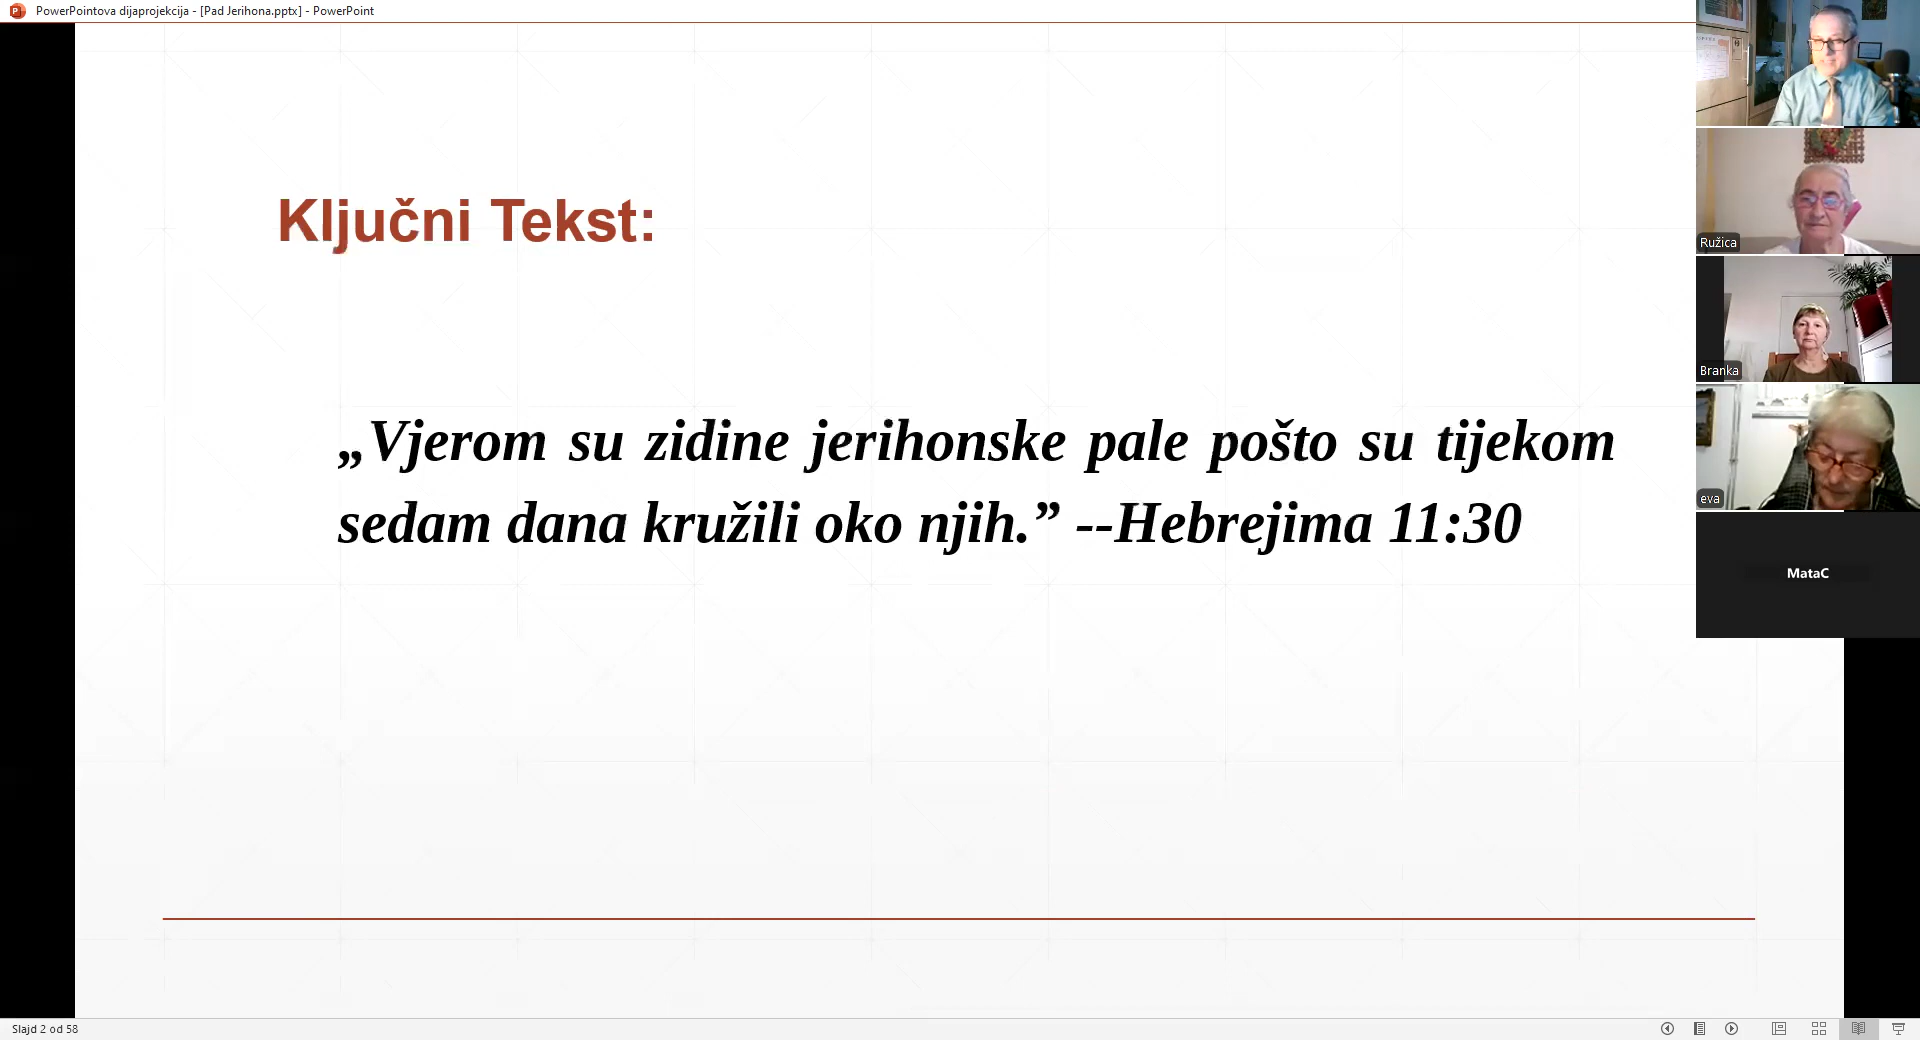 PowerPointova dijaprojekcija - [Pad Jerihona.pptx] - PowerPoint
Ključni Tekst:
„Vjerom su zidine jerihonske pale pošto su tijekom
sedam dana kružili oko njih.” --Hebrejima 11:30
Ružica
Branka
eva
MataC
Slajd 2 od 58